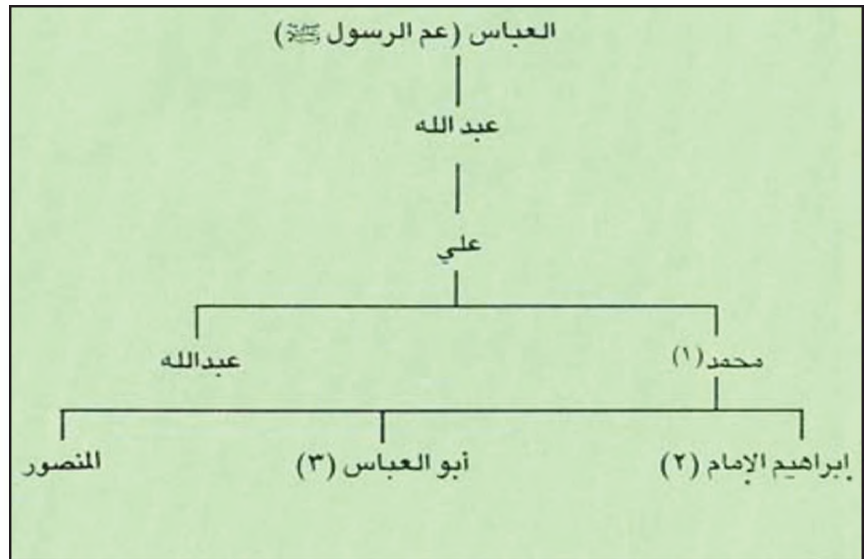 العباس (عم الرسول ﷺ)
عبد الله
علي
محمد (١) عبدالله
إبراهيم الإمام (٢) أبو العباس (٣) المنصور